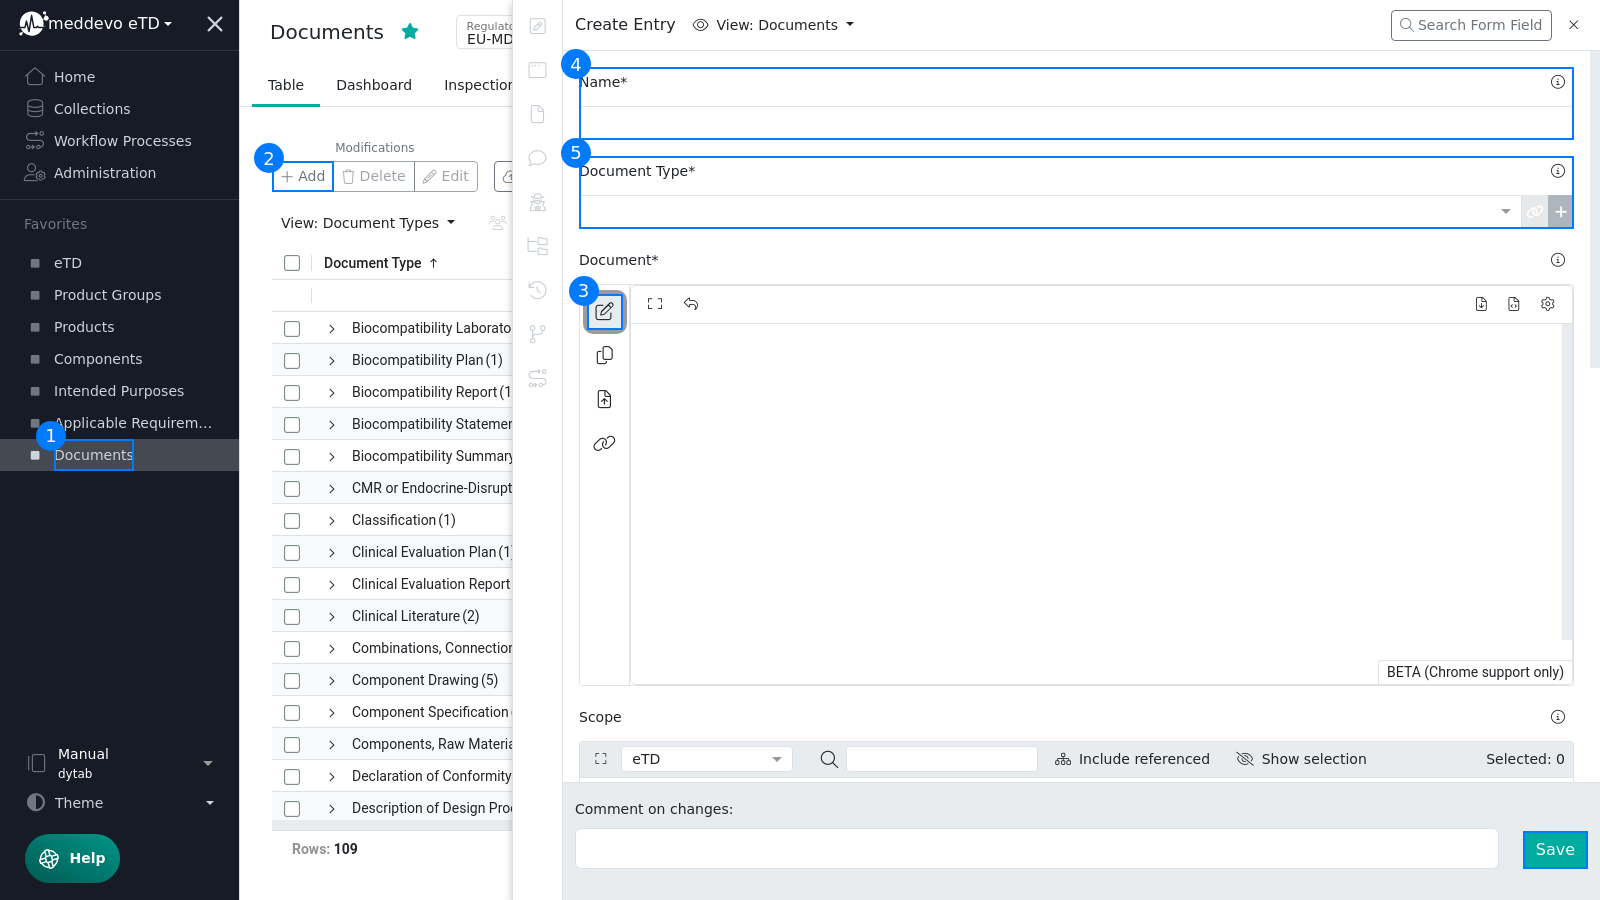 meddevo eTD
Home
Collections
Workflow Processes
Administration
Favorites
eTD
Product Groups
Products
Components
Intended Purposes
Applicable Requirem...
1
Documents
Manual
dytab
Theme
Help
Documents
Regulato
EU-MD
Table
Dashboard
Inspection
Modifications
2
Add
Delete
Edit
View: Document Types
Document Type
Biocompatibility Laborato
Biocompatibility Plan (1)
Biocompatibility Report (1
Biocompatibility Statemen
Biocompatibility Summary
CMR or Endocrine-Disrupt
Classification (1)
Clinical Evaluation Plan (1)
Clinical Evaluation Report
Clinical Literature (2)
Combinations, Connection
Component Drawing (5)
Component Specification
Components, Raw Materia
Declaration of Conformity
Description of Design Proc
Rows: 109
Create Entry
View: Documents
Search Form Field
4
Name*
5
Document Type*
Document*
3
BETA (Chrome support only)
Scope
eTD
Include referenced
Show selection
Selected: 0
Comment on changes:
Save